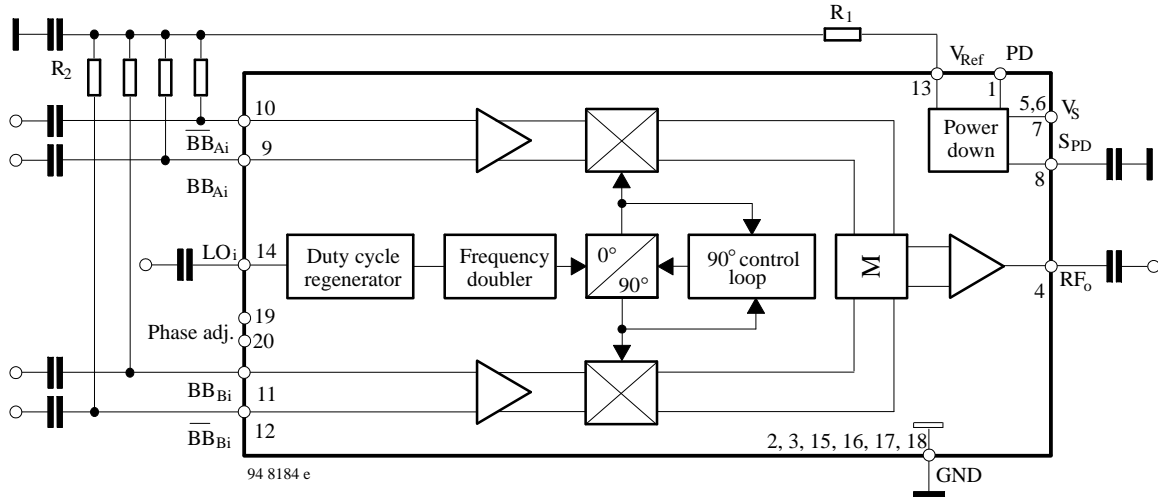 R1
R2
VRef
PD
13
1
5,6
VS
7
Power
down
SPD
8
10
B̅B̅Ai
9
BBAi
LOi
14
Duty cycle
regenerator
Frequency
doubler
0°
90°
90° control
loop
M
RFo
4
19
Phase adj.
20
BBBi
11
B̅B̅Bi
12
2, 3, 15, 16, 17, 18
GND
94 8184 e